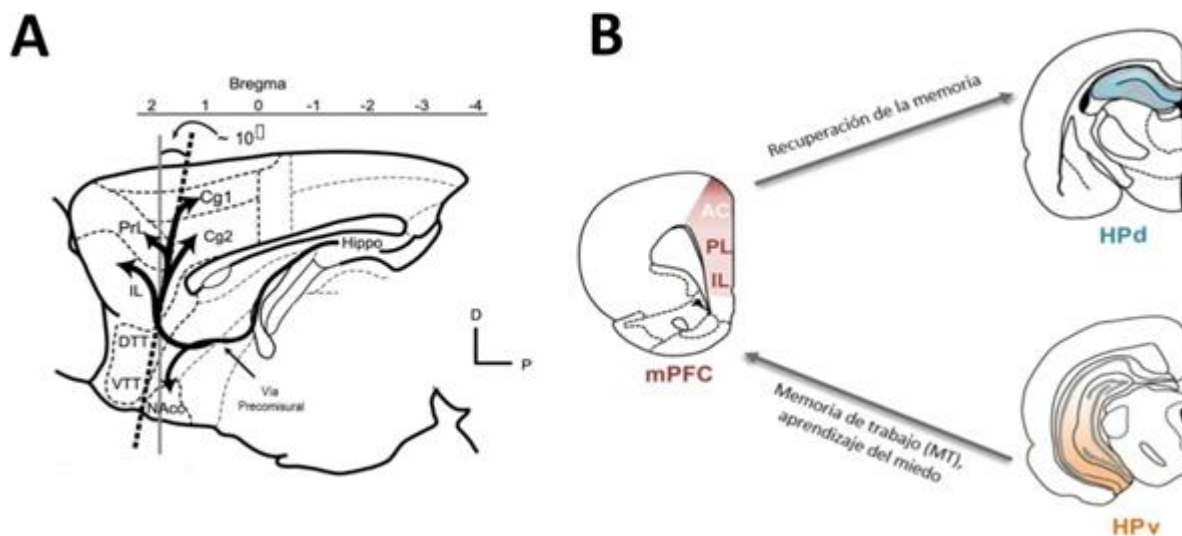 A
Bregma
2 1 0 -1 -2 -3 -4
~ 10▯
Cg1
PrL
Cg2
Hippo
IL
DTT
VTT
NAcc
Via
Precomisural
D
P
B
Recuperación de la memoria
HPd
AC
PL
IL
mPFC
Memoria de trabajo (MT),
aprendizaje del miedo
HPv